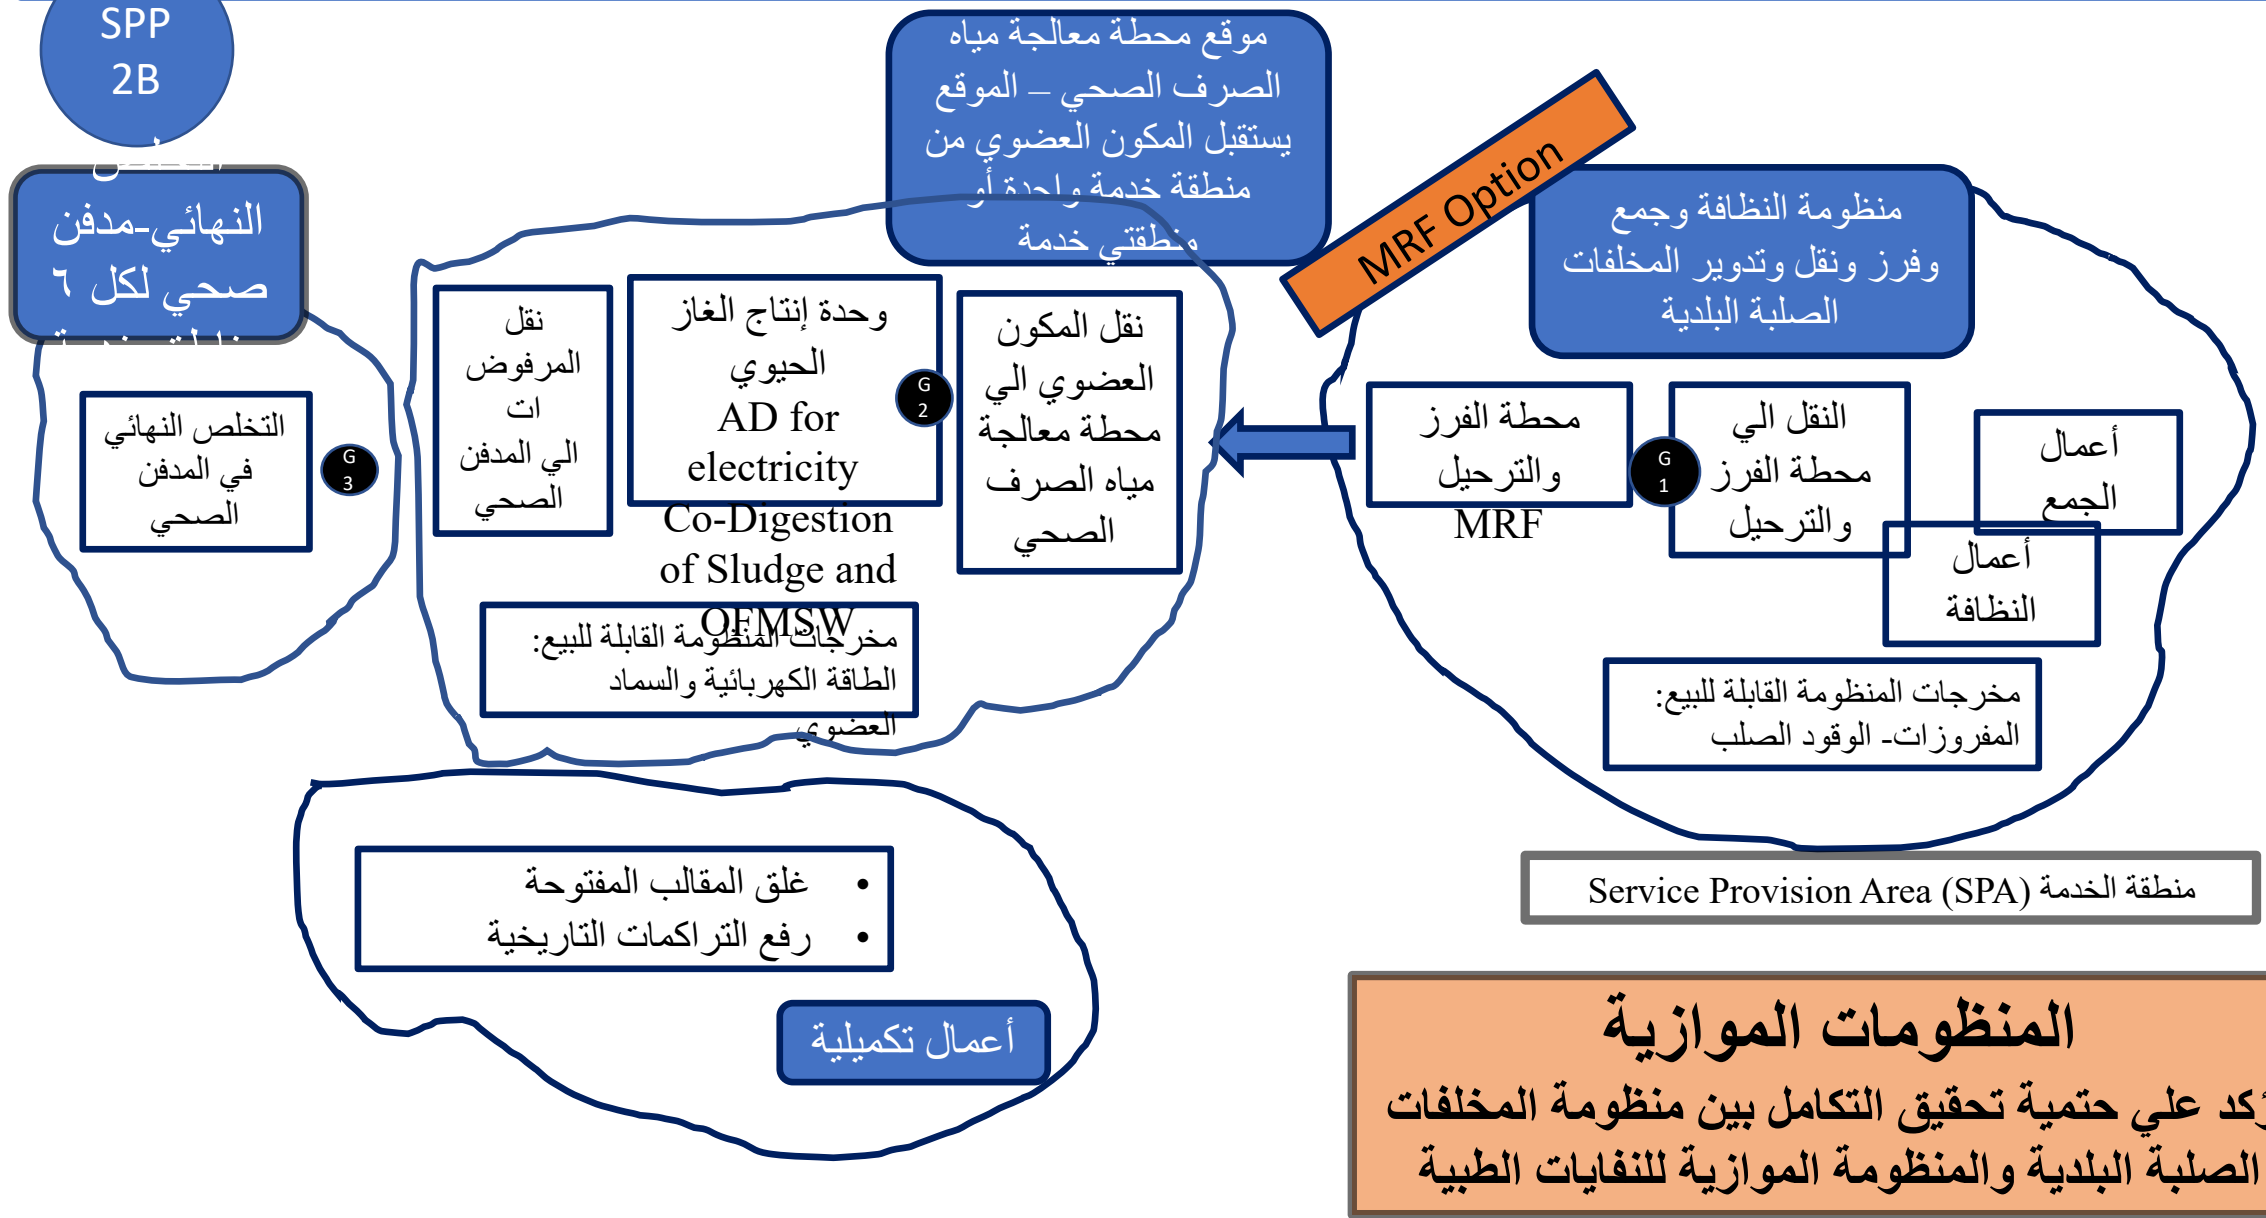 SPP
2B
موقع محطة معالجة مياه
الصرف الصحي – الموقع
يستقبل المكون العضوي من
منطقة خدمة واحدة أو
منطقتي خدمة
MRF Option
منظومة النظافة وجمع
وفرز ونقل وتدوير المخلفات
الصلبة البلدية
أعمال
الجمع
أعمال
النظافة
النقل الي
محطة الفرز
والترحيل
G
1
محطة الفرز
والترحيل
MRF
مخرجات المنظومة القابلة للبيع:
المفروزات- الوقود الصلب
نقل المكون
العضوي الي
محطة معالجة
مياه الصرف
الصحي
G
2
وحدة إنتاج الغاز
الحيوي
AD for
electricity
Co-Digestion
of Sludge and
OFMSW
نقل
المرفوض
ات
الي المدفن
الصحي
مخرجات المنظومة القابلة للبيع:
الطاقة الكهربائية والسماد
العضوي
النهائي-مدفن
صحي لكل ٦
G
3
التخلص النهائي
في المدفن
الصحي
• غلق المقالب المفتوحة
• رفع التراكمات التاريخية
أعمال تكميلية
منطقة الخدمة Service Provision Area (SPA)
المنظومات الموازية
علي حتمية تحقيق التكامل بين منظومة المخلفات
الصلبة البلدية والمنظومة الموازية للنفايات الطبية